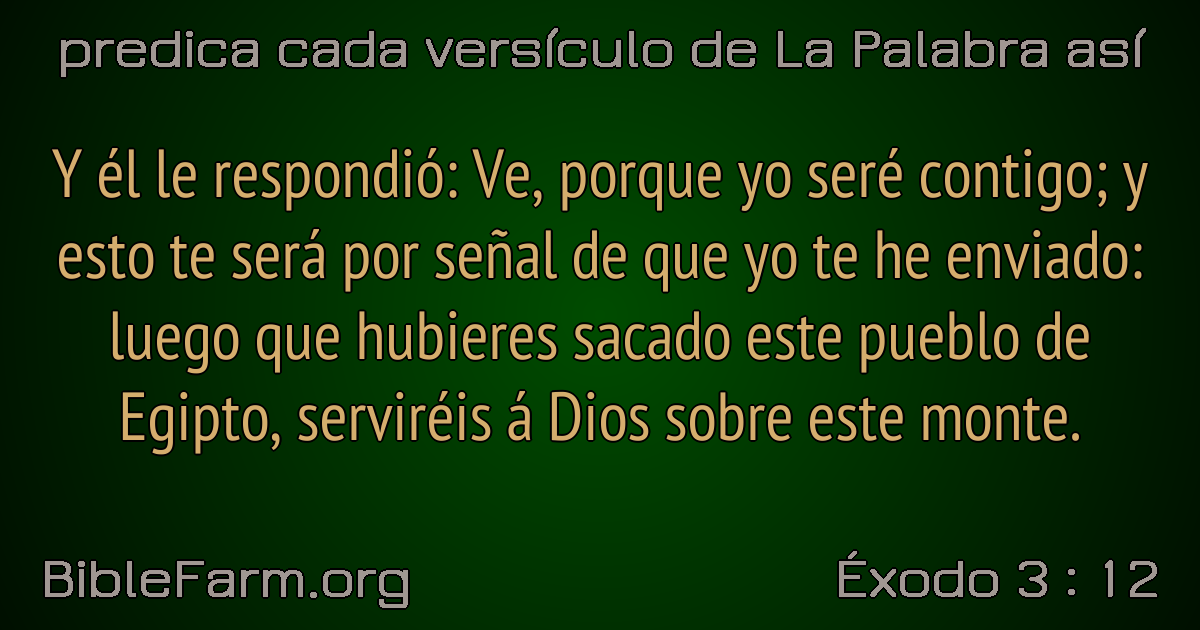 predica cada versículo de La Palabra así
Y él le respondió: Ve, porque yo seré contigo; y
esto te será por señal de que yo te he enviado:
luego que hubieres sacado este pueblo de
Egipto, serviréis á Dios sobre este monte.
BibleFarm.org
Éxodo 3 : 12